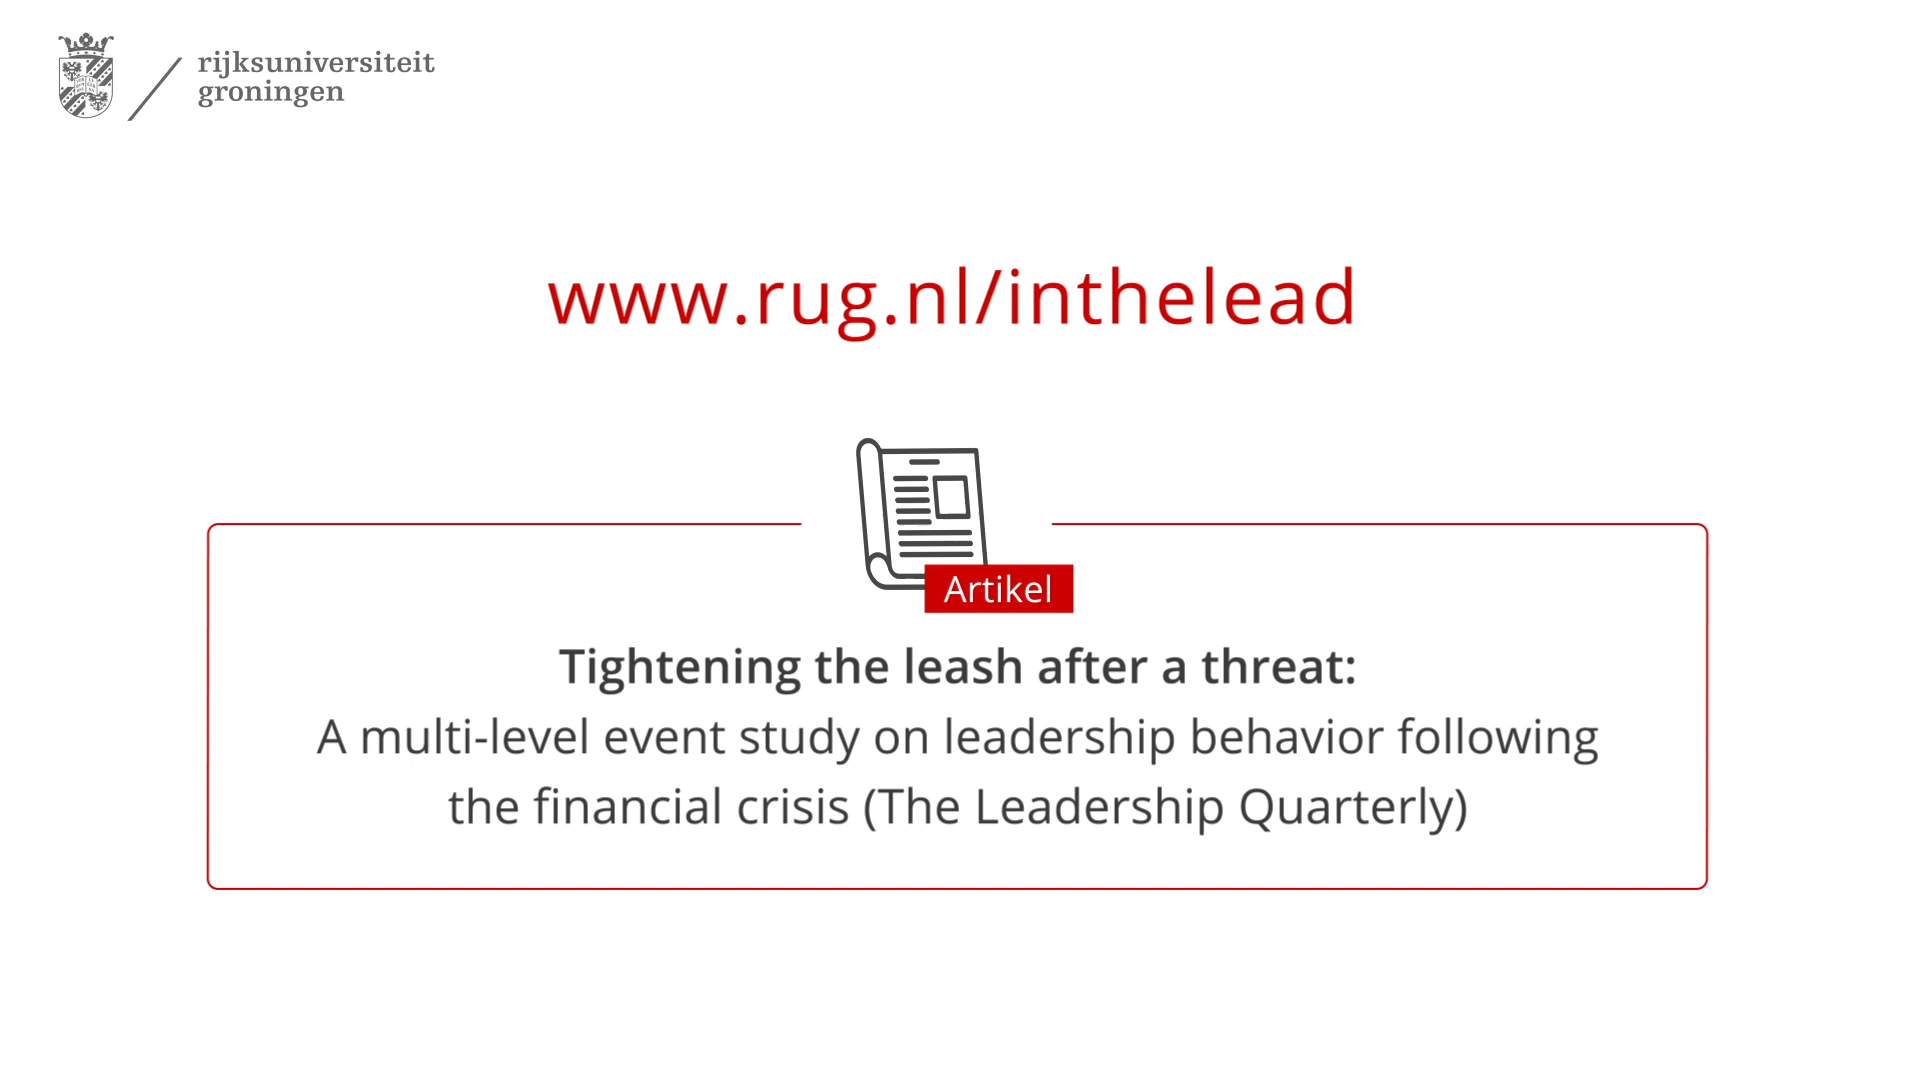 rijksuniversiteit
groningen
www.rug.nl/inthelead
Artikel
Tightening the leash after a threat:
A multi-level event study on leadership behavior following
the financial crisis (The Leadership Quarterly)